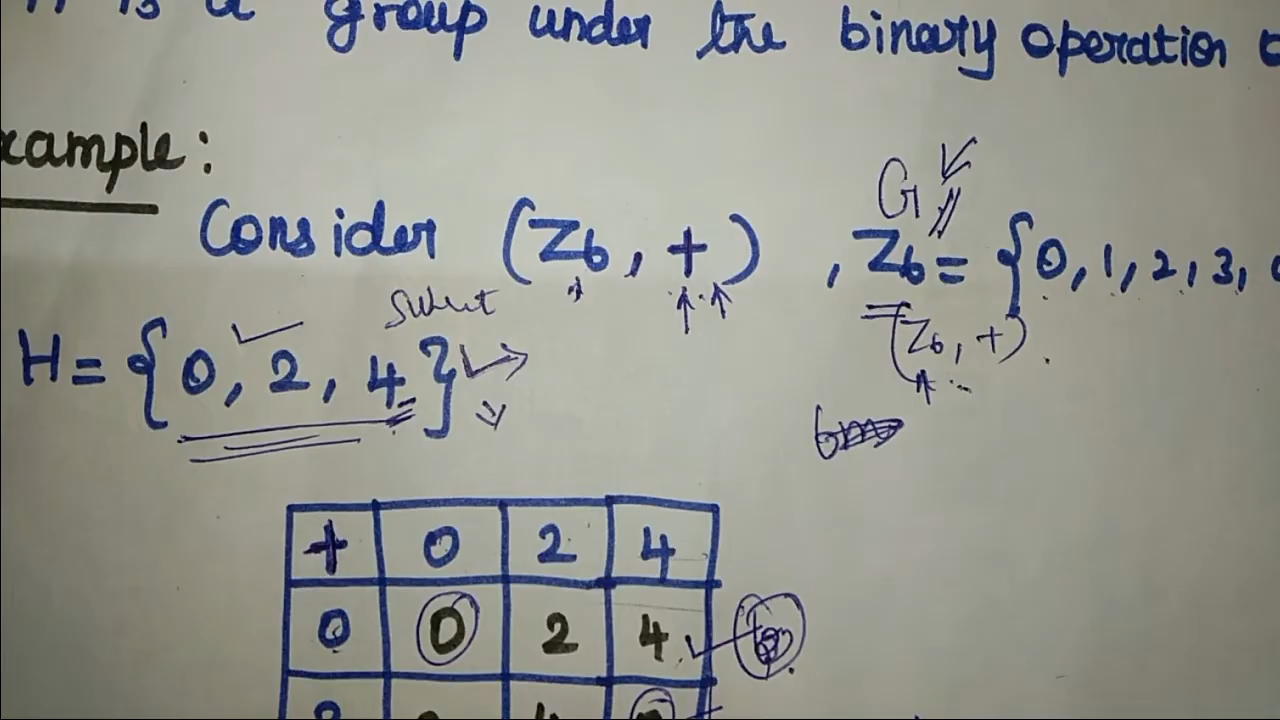 is a group under the binary operation
xample:
G
Consider (Z6, +) , Z6 = {0, 1, 2, 3,
H = {0, 2, 4}
(Z6, +).
+ 0 2 4
0 0 2 4